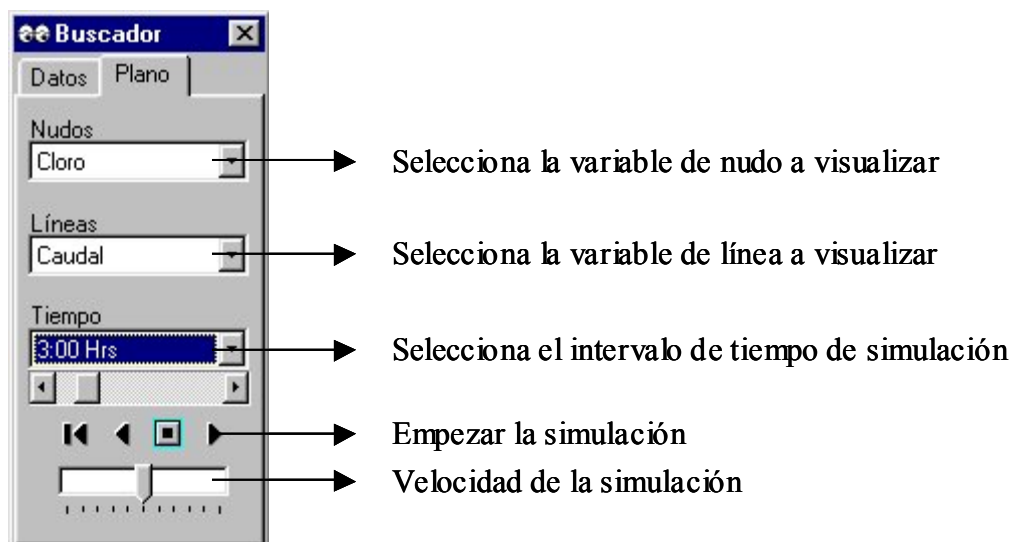 Buscador
Datos Plano
Nudos
Cloro
Selecciona la variable de nudo a visualizar
Líneas
Caudal
Selecciona la variable de línea a visualizar
Tiempo
3:00 Hrs
Selecciona el intervalo de tiempo de simulación
Empezar la simulación
Velocidad de la simulación